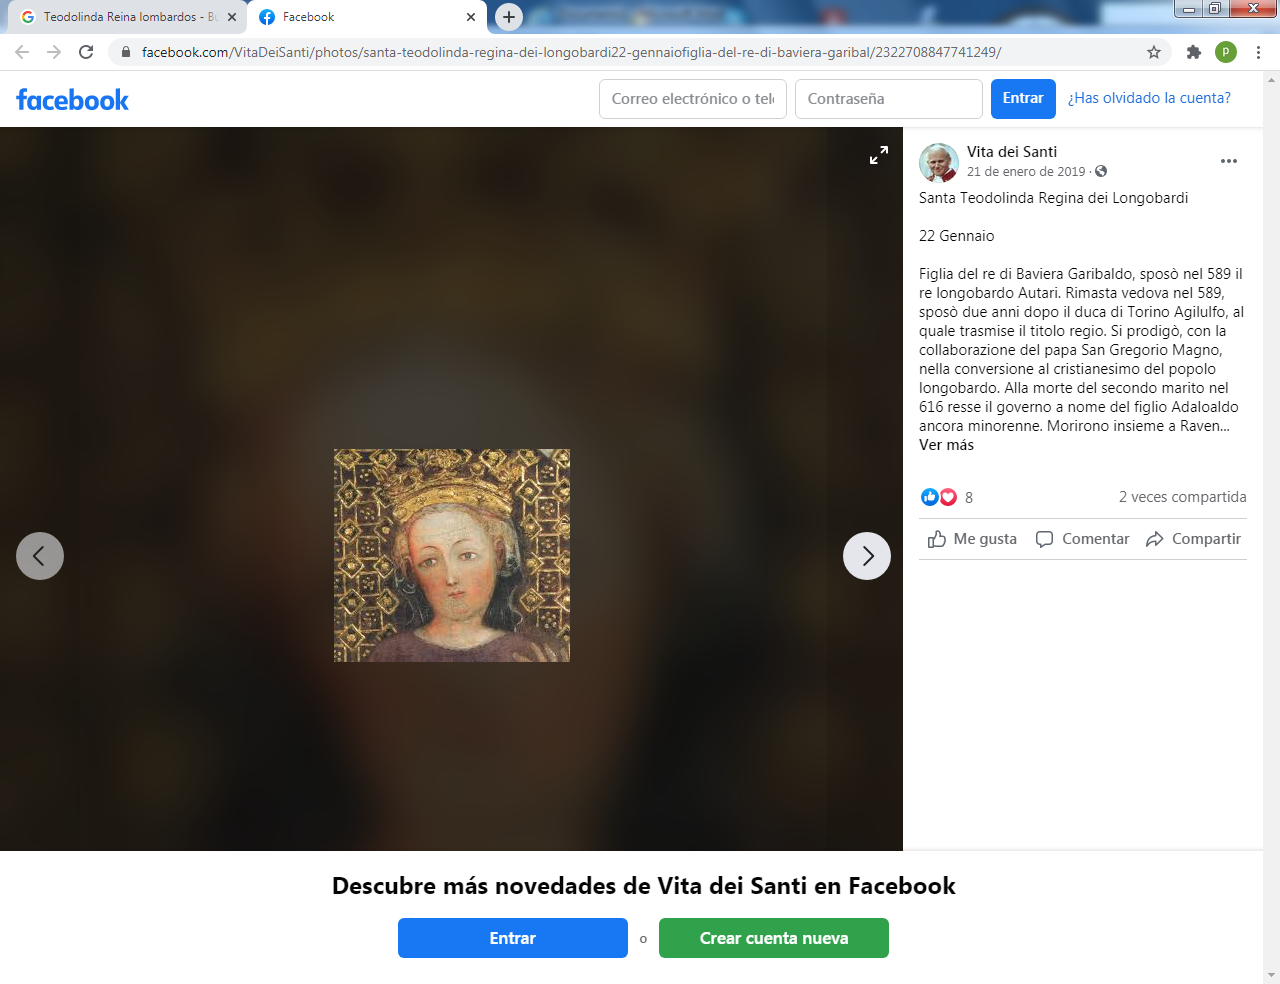 Teodolinda Reina lombardos - Bu
Facebook
facebook.com/VitaDeiSanti/photos/santa-teodolinda-regina-dei-longobardi22-gennaiofiglia-del-re-di-baviera-garibal/2322708847741249/
p
facebook
Correo electrónico o telé
Contraseña
Entrar
¿Has olvidado la cuenta?
Vita dei Santi
21 de enero de 2019 ·
Santa Teodolinda Regina dei Longobardi
22 Gennaio
Figlia del re di Baviera Garibaldo, sposò nel 589 il
re longobardo Autari. Rimasta vedova nel 589,
sposò due anni dopo il duca di Torino Agilulfo, al
quale trasmise il titolo regio. Si prodigò, con la
collaborazione del papa San Gregorio Magno,
nella conversione al cristianesimo del popolo
longobardo. Alla morte del secondo marito nel
616 resse il governo a nome del figlio Adaloaldo
ancora minorenne. Morirono insieme a Raven...
Ver más
8
2 veces compartida
Me gusta
Comentar
Compartir
Descubre más novedades de Vita dei Santi en Facebook
Entrar
o
Crear cuenta nueva